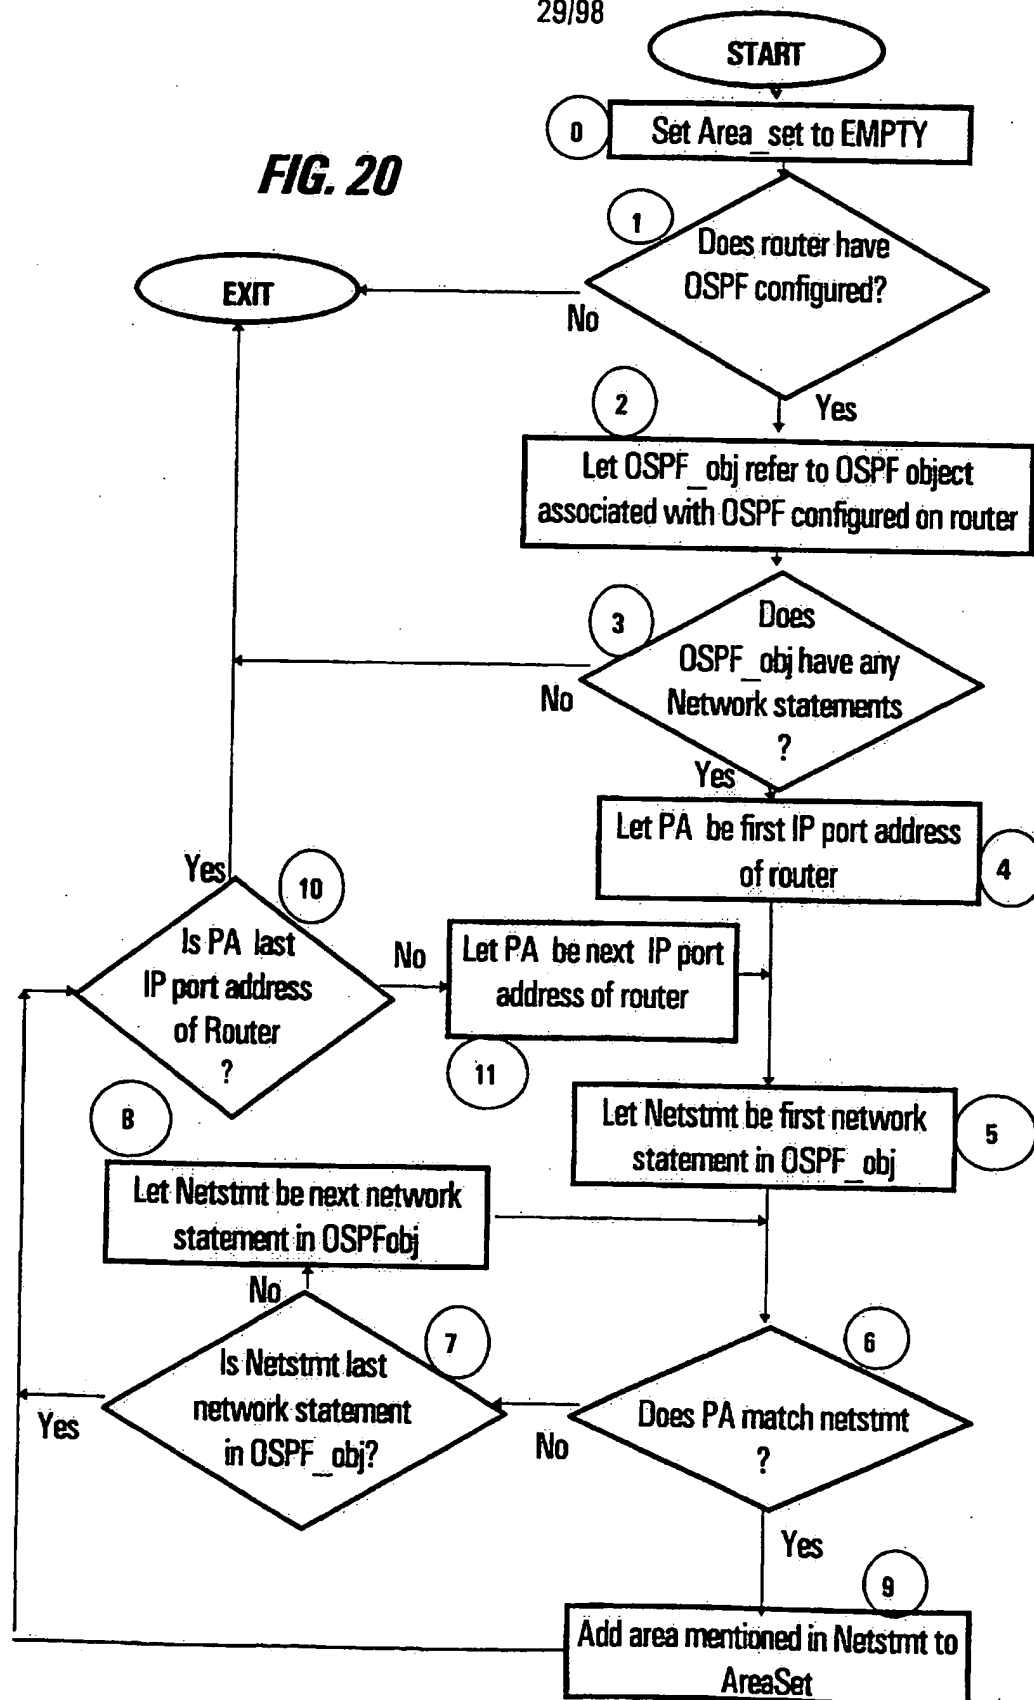 29/98
START
0
Set Area_set to EMPTY
FIG. 20
1
Does router have
OSPF configured?
EXIT
No
2
Yes
Let OSPF_obj refer to OSPF object
associated with OSPF configured on router
3
Does
OSPF_obj have any
Network statements
?
No
Yes
Let PA be first IP port address
of router
4
Yes
10
Is PA last
IP port address
of Router
?
No
Let PA be next IP port
address of router
11
8
Let Netstmt be first network
statement in OSPF_obj
5
Let Netstmt be next network
statement in OSPFobj
No
7
Is Netstmt last
network statement
in OSPF_obj?
Yes
6
Does PA match netstmt
?
No
Yes
9
Add area mentioned in Netstmt to
AreaSet